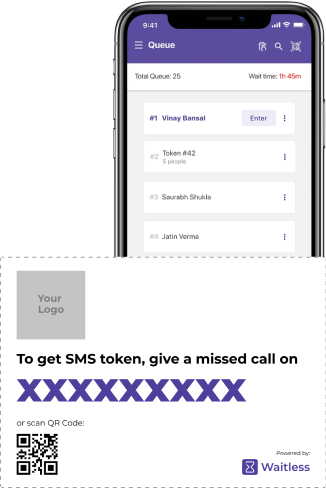 9:41
Queue
Total Queue: 25 Wait time: 1h 45m
#1 Vinay Bansal Enter
#2 Token #42
5 people
#3 Saurabh Shukla
#4 Jatin Verma
Your
Logo
To get SMS token, give a missed call on
XXXXXXXXX
or scan QR Code:
Powered by:
Waitless